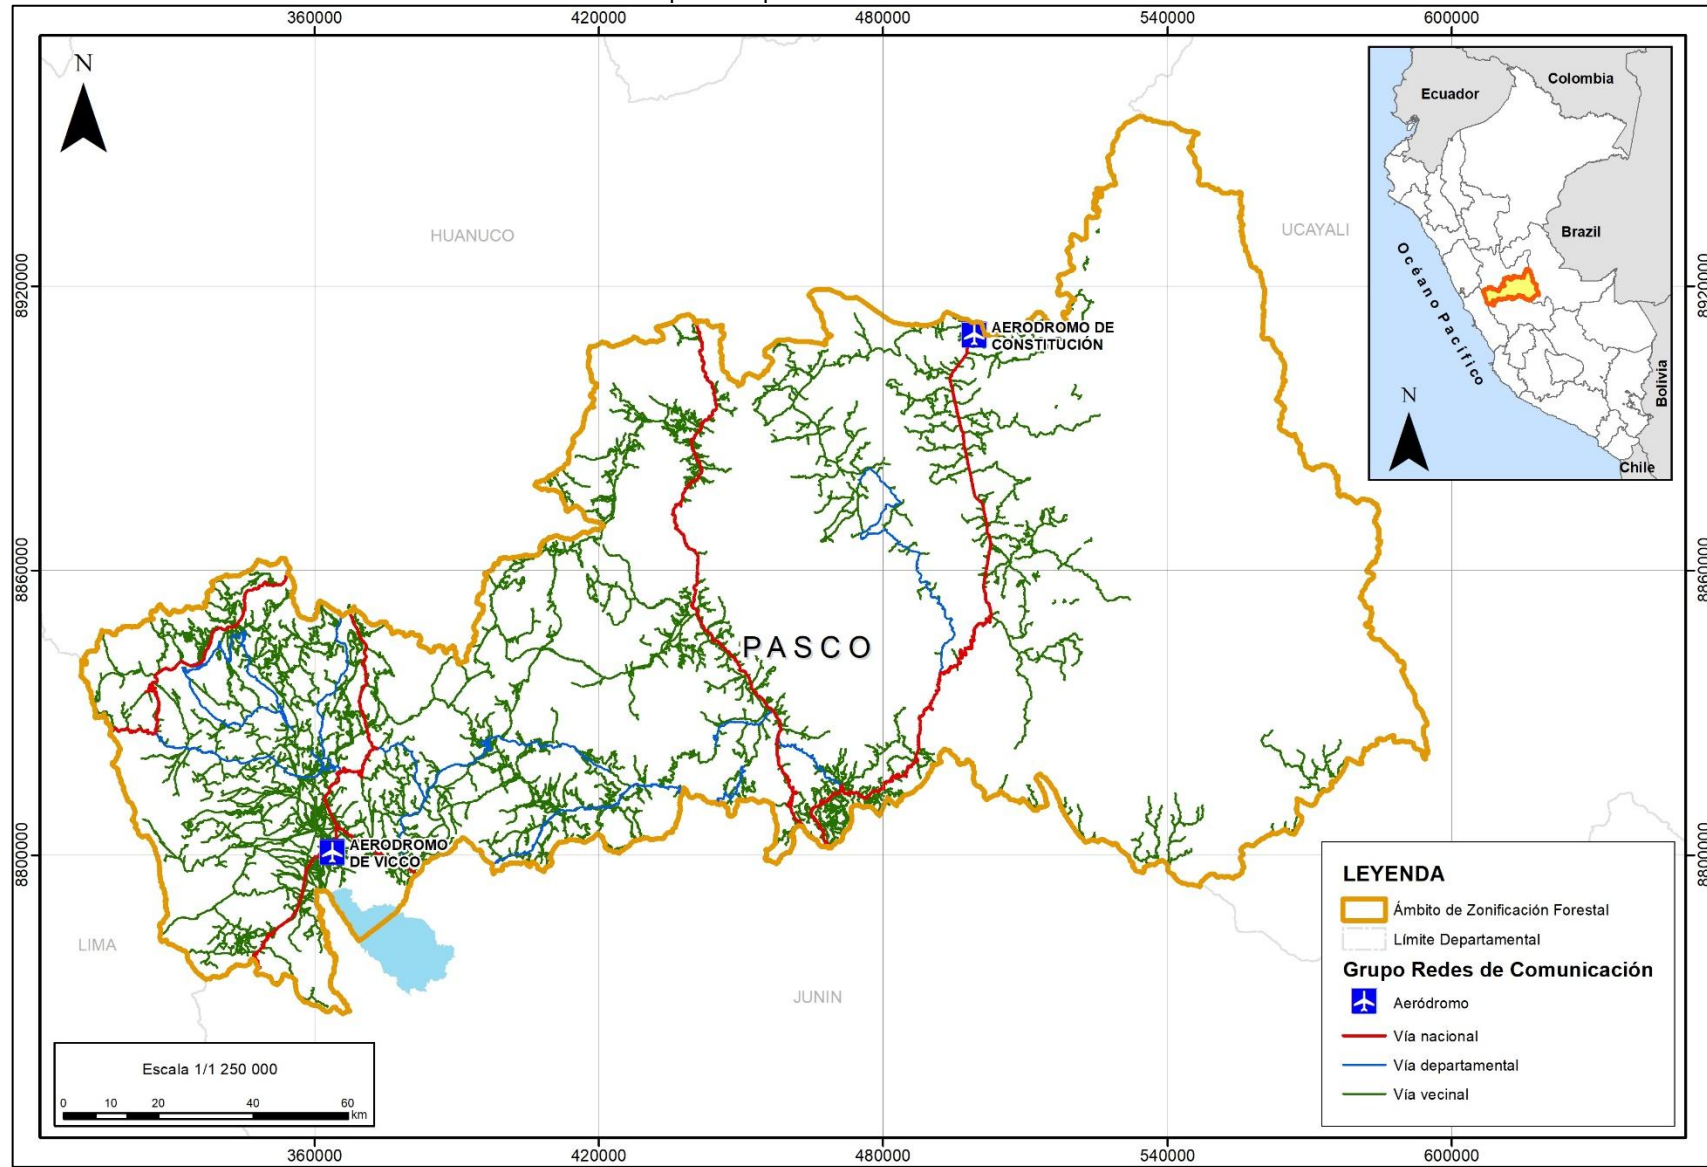 360000
420000
480000
540000
600000
N
HUANUCO
UCAYALI
8920000
8920000
AERODROMO DE
CONSTITUCIÓN
Colombia
Ecuador
Brazil
Océano Pacífico
N
Bolivia
Chile
8860000
8860000
PASCO
AERODROMO
DE VICCO
8800000
8800000
LIMA
JUNIN
LEYENDA
Ámbito de Zonificación Forestal
Límite Departamental
Grupo Redes de Comunicación
Aeródromo
Vía nacional
Vía departamental
Vía vecinal
Escala 1/1 250 000
0 10 20 40 60
km
360000
420000
480000
540000
600000